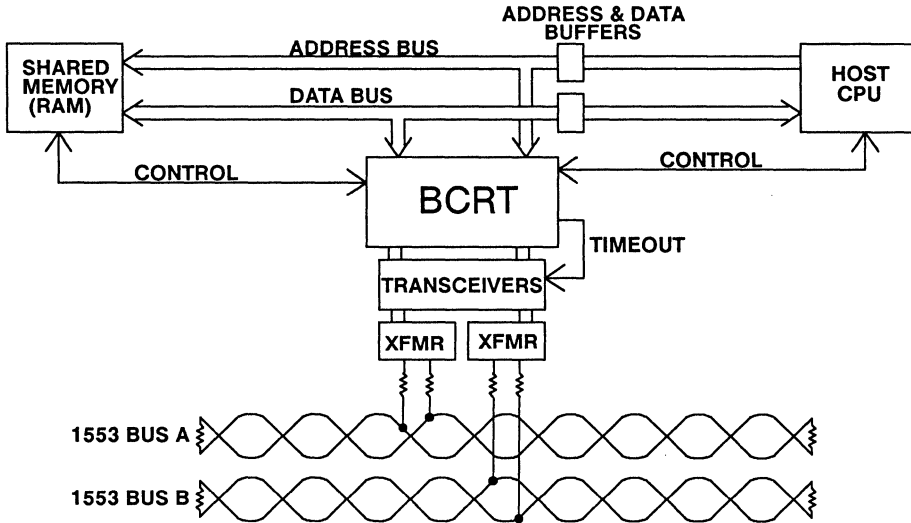 ADDRESS & DATA
BUFFERS
ADDRESS BUS
SHARED
MEMORY
(RAM)
HOST
CPU
DATA BUS
CONTROL
CONTROL
BCRT
TIMEOUT
TRANSCEIVERS
XFMR
XFMR
1553 BUS A
1553 BUS B